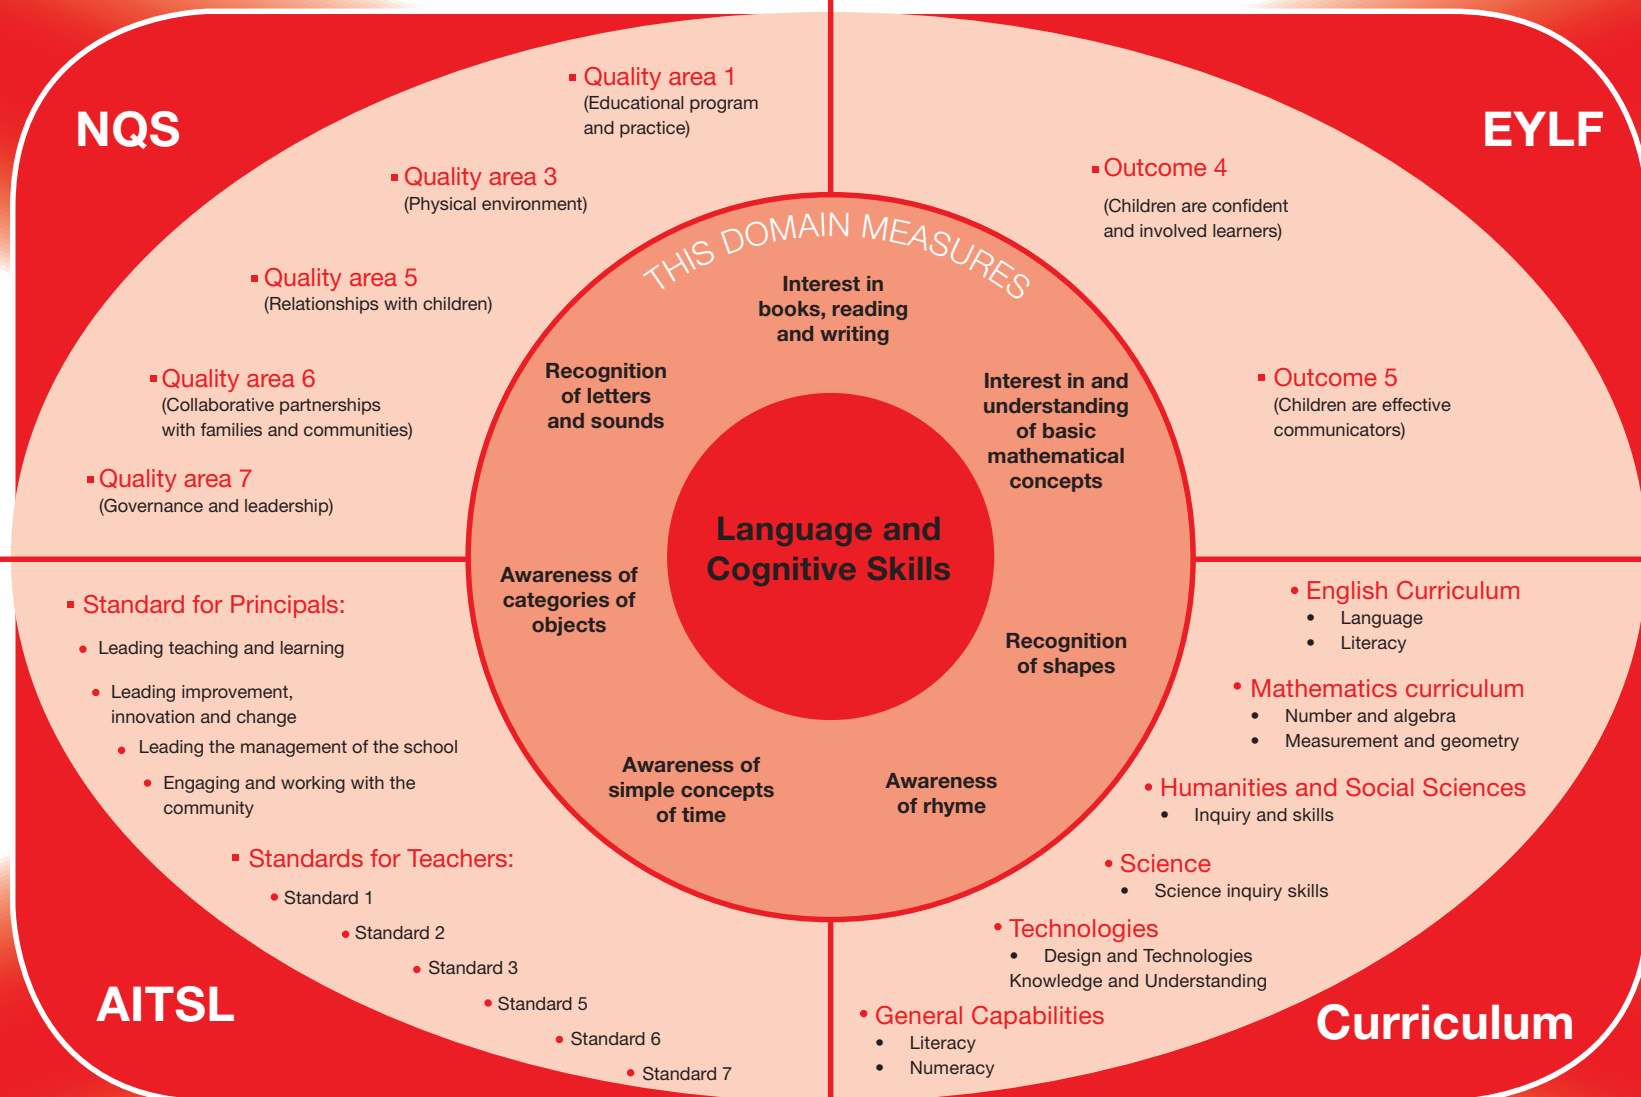 NQS
Quality area 1
(Educational program
and practice)
Quality area 3
(Physical environment)
Quality area 5
(Relationships with children)
Quality area 6
(Collaborative partnerships
with families and communities)
Quality area 7
(Governance and leadership)
EYLF
Outcome 4
(Children are confident
and involved learners)
Outcome 5
(Children are effective
communicators)
THIS DOMAIN MEASURES
Interest in
books, reading
and writing
Interest in and
understanding
of basic
mathematical
concepts
Recognition
of shapes
Awareness
of rhyme
Awareness of
simple concepts
of time
Awareness of
categories of
objects
Recognition
of letters
and sounds
Language and
Cognitive Skills
Standard for Principals:
Leading teaching and learning
Leading improvement,
innovation and change
Leading the management of the school
Engaging and working with the
community
Standards for Teachers:
Standard 1
Standard 2
Standard 3
Standard 5
Standard 6
Standard 7
AITSL
English Curriculum
Language
Literacy
Mathematics curriculum
Number and algebra
Measurement and geometry
Humanities and Social Sciences
Inquiry and skills
Science
Science inquiry skills
Technologies
Design and Technologies
Knowledge and Understanding
General Capabilities
Literacy
Numeracy
Curriculum